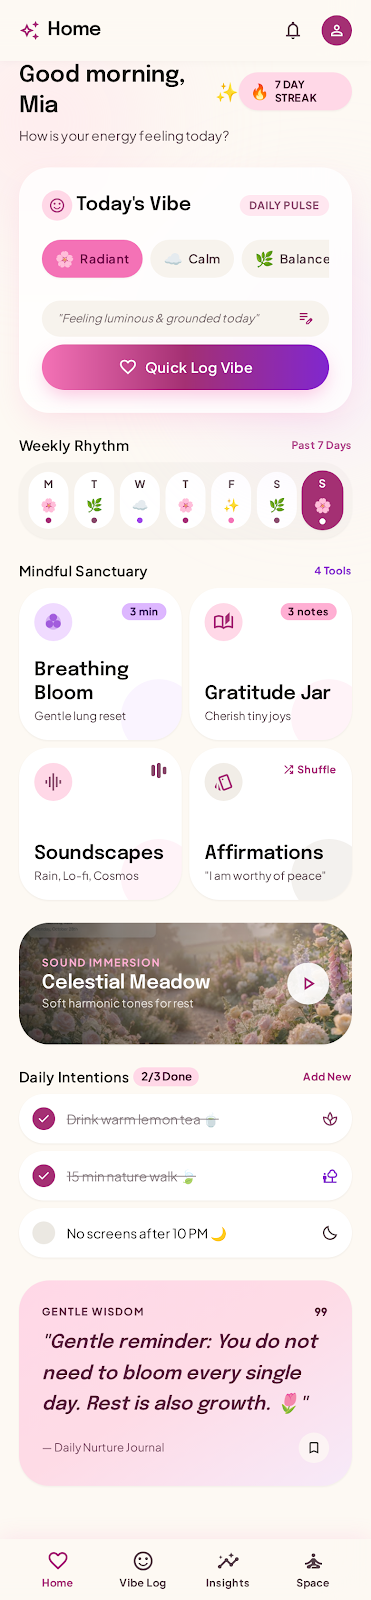 Home
Good morning,
Mia ✨
🔥 7 DAY
STREAK
How is your energy feeling today?
Today's Vibe
DAILY PULSE
🌸 Radiant
☁️ Calm
🌿 Balance
"Feeling luminous & grounded today"
Quick Log Vibe
Weekly Rhythm
Past 7 Days
M T W T F S S
Mindful Sanctuary
4 Tools
3 min
Breathing
Bloom
Gentle lung reset
3 notes
Gratitude Jar
Cherish tiny joys
Soundscapes
Rain, Lo-fi, Cosmos
Shuffle
Affirmations
"I am worthy of peace"
SOUND IMMERSION
Celestial Meadow
Soft harmonic tones for rest
Daily Intentions
2/3 Done
Add New
Drink warm lemon tea 🍵
15 min nature walk 🍃
No screens after 10 PM 🌙
GENTLE WISDOM
"Gentle reminder: You do not
need to bloom every single
day. Rest is also growth. 🌷"
— Daily Nurture Journal
Home
Vibe Log
Insights
Space